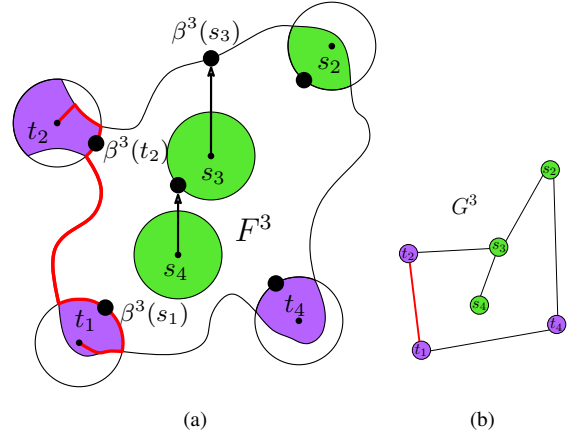 β³(s₃)
s₂
t₂
β³(t₂)
s₃
F³
s₄
t₁
β³(s₁)
t₄
(a)
s₂
G³
t₂
s₃
s₄
t₁
t₄
(b)